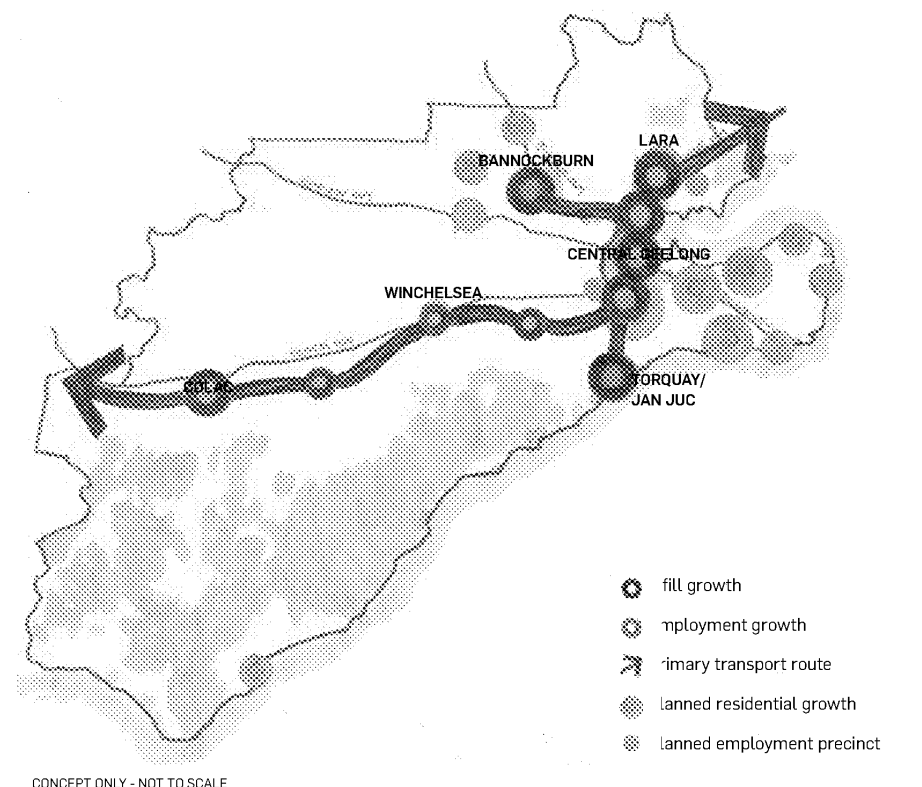 LARA
BANNOCKBURN
CENTRAL GEELONG
WINCHELSEA
COLAC
TORQUAY/
JAN JUC
fill growth
mployment growth
rimary transport route
lanned residential growth
lanned employment precinct
CONCEPT ONLY - NOT TO SCALE